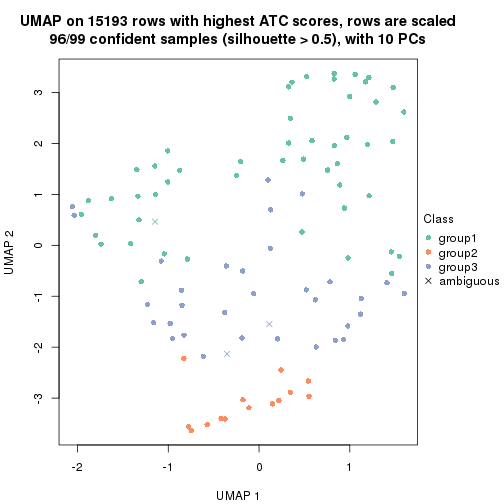 UMAP on 15193 rows with highest ATC scores, rows are scaled
96/99 confident samples (silhouette > 0.5), with 10 PCs
3
2
1
0
-1
-2
-3
UMAP 2
-2 -1 0 1
UMAP 1
Class
group1
group2
group3
ambiguous